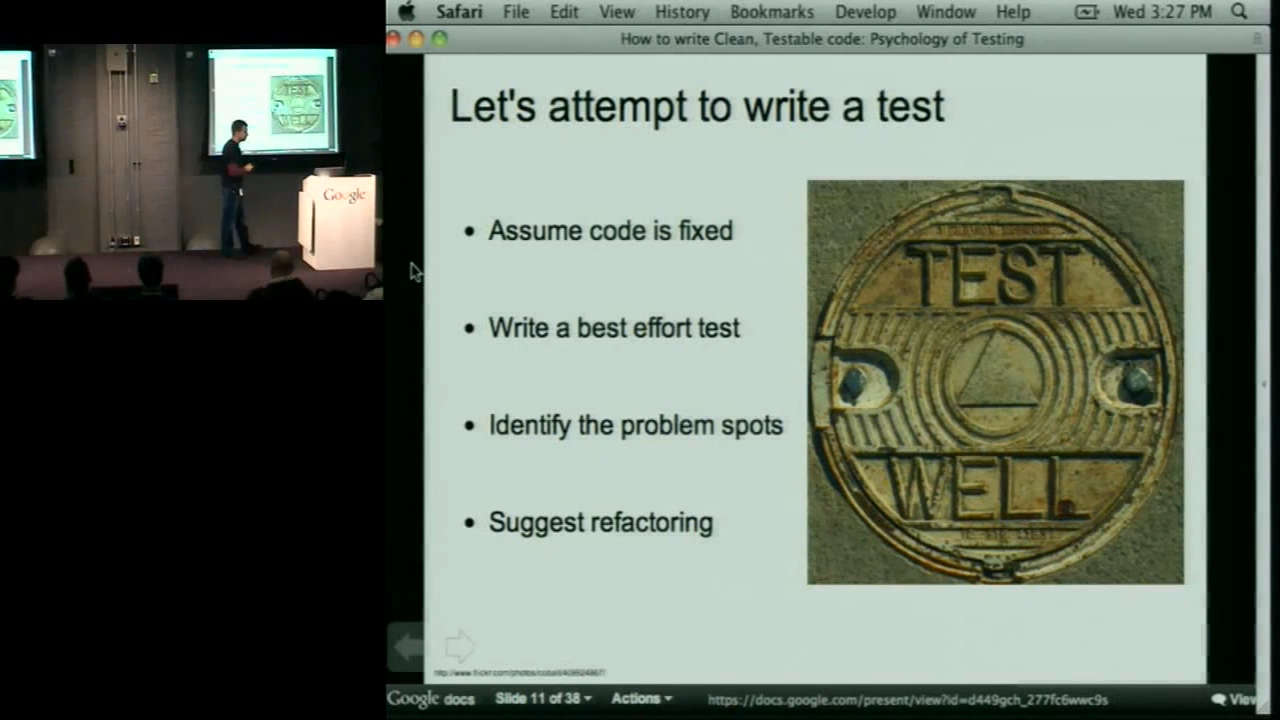 Safari File Edit View History Bookmarks Develop Window Help Wed 3:27 PM
How to write Clean, Testable code: Psychology of Testing
Let's attempt to write a test
• Assume code is fixed
• Write a best effort test
• Identify the problem spots
• Suggest refactoring
TEST
WELL
Google
Google docs Slide 11 of 38 Actions https://docs.google.com/present/view?id=d449gch_277fc6wwc9s View